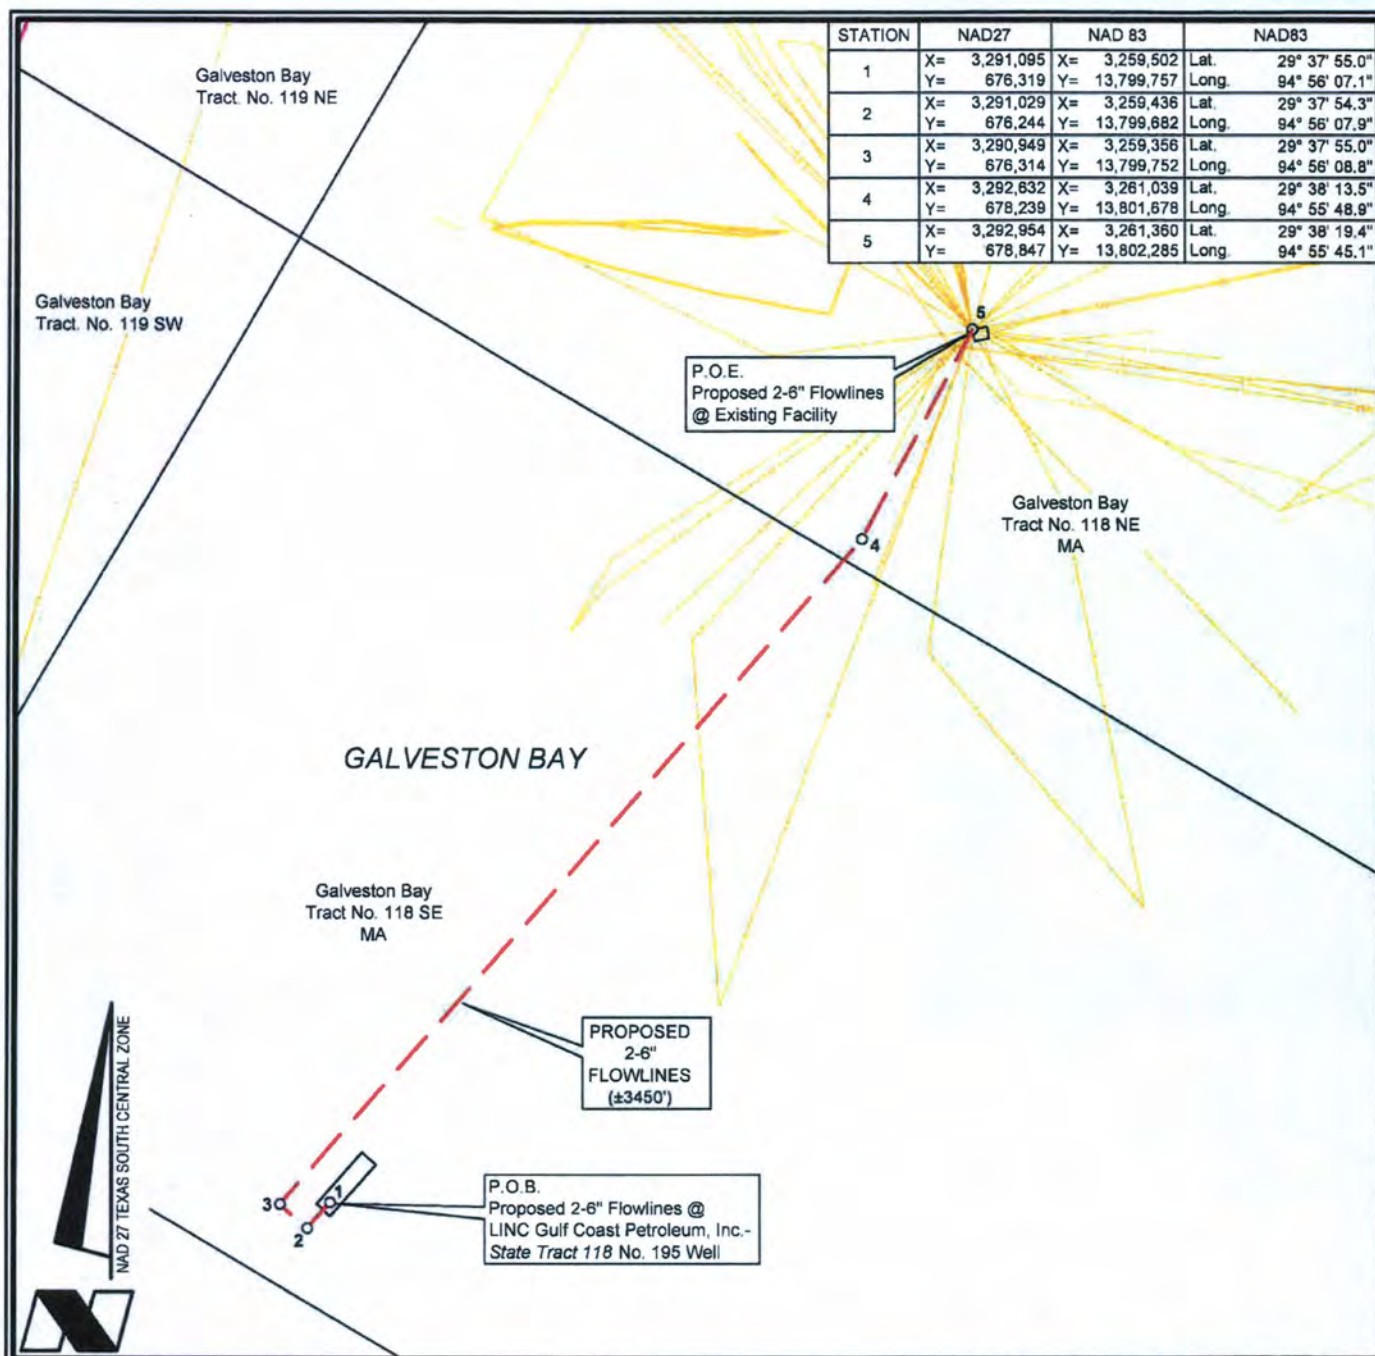 STATION NAD27 NAD 83 NAD83
1 X= 3,291,095 X= 3,259,502 Lat. 29° 37' 55.0"
Y= 676,319 Y= 13,799,757 Long. 94° 56' 07.1"
2 X= 3,291,029 X= 3,259,436 Lat. 29° 37' 54.3"
Y= 676,244 Y= 13,799,682 Long. 94° 56' 07.9"
3 X= 3,290,949 X= 3,259,356 Lat. 29° 37' 55.0"
Y= 676,314 Y= 13,799,752 Long. 94° 56' 08.8"
4 X= 3,292,632 X= 3,261,039 Lat. 29° 38' 13.5"
Y= 678,239 Y= 13,801,678 Long. 94° 55' 48.9"
5 X= 3,292,954 X= 3,261,360 Lat. 29° 38' 19.4"
Y= 678,847 Y= 13,802,285 Long. 94° 55' 45.1"
Galveston Bay
Tract. No. 119 NE
Galveston Bay
Tract. No. 119 SW
5
P.O.E.
Proposed 2-6" Flowlines
@ Existing Facility
Galveston Bay
Tract No. 118 NE
MA
4
GALVESTON BAY
Galveston Bay
Tract No. 118 SE
MA
PROPOSED
2-6"
FLOWLINES
(±3450')
NAD 27 TEXAS SOUTH CENTRAL ZONE
3
1
2
P.O.B.
Proposed 2-6" Flowlines @
LINC Gulf Coast Petroleum, Inc.-
State Tract 118 No. 195 Well